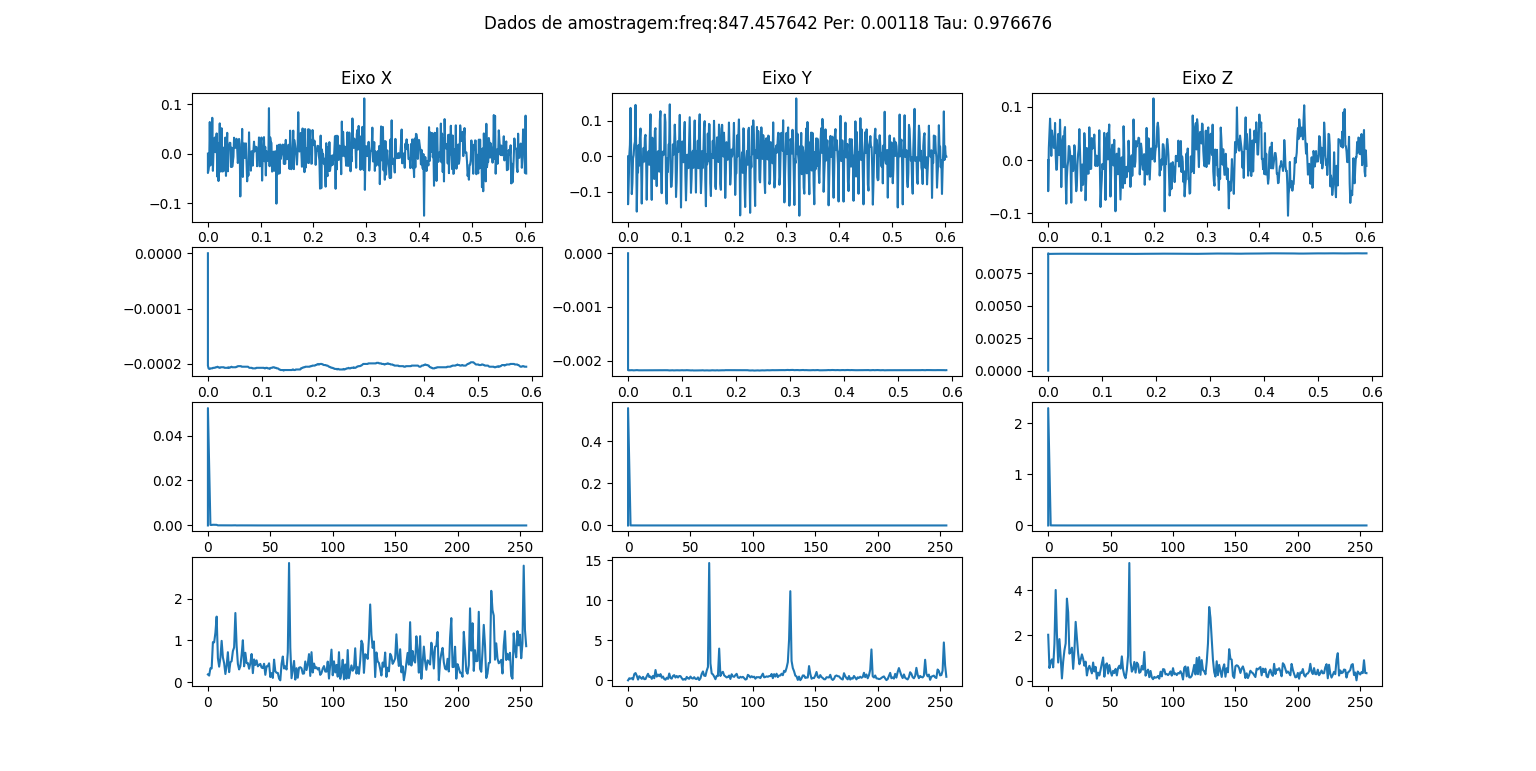 Dados de amostragem:freq:847.457642 Per: 0.00118 Tau: 0.976676
Eixo X Eixo Y Eixo Z
0.1 0.0 −0.1
0.1 0.0 −0.1
0.1 0.0 −0.1
0.0 0.1 0.2 0.3 0.4 0.5 0.6
0.0 0.1 0.2 0.3 0.4 0.5 0.6
0.0 0.1 0.2 0.3 0.4 0.5 0.6
0.0000 −0.0001 −0.0002
0.000 −0.001 −0.002
0.0075 0.0050 0.0025 0.0000
0.0 0.1 0.2 0.3 0.4 0.5 0.6
0.0 0.1 0.2 0.3 0.4 0.5 0.6
0.0 0.1 0.2 0.3 0.4 0.5 0.6
0.04 0.02 0.00
0.4 0.2 0.0
2 1 0
0 50 100 150 200 250
0 50 100 150 200 250
0 50 100 150 200 250
2 1 0
15 10 5 0
4 2 0
0 50 100 150 200 250
0 50 100 150 200 250
0 50 100 150 200 250